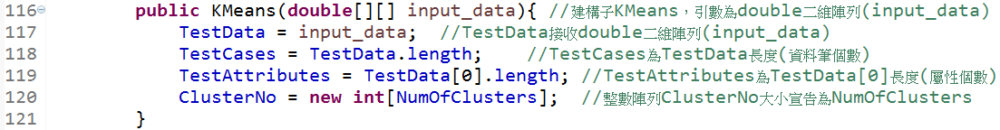 116 public KMeans(double[][] input_data){ //建構子KMeans，引數為double二維陣列(input_data)
117 TestData = input_data; //TestData接收double二維陣列(input_data)
118 TestCases = TestData.length; //TestCases為TestData長度(資料筆個數)
119 TestAttributes = TestData[0].length; //TestAttributes為TestData[0]長度(屬性個數)
120 ClusterNo = new int[NumOfClusters]; //整數陣列ClusterNo大小宣告為NumOfClusters
121 }